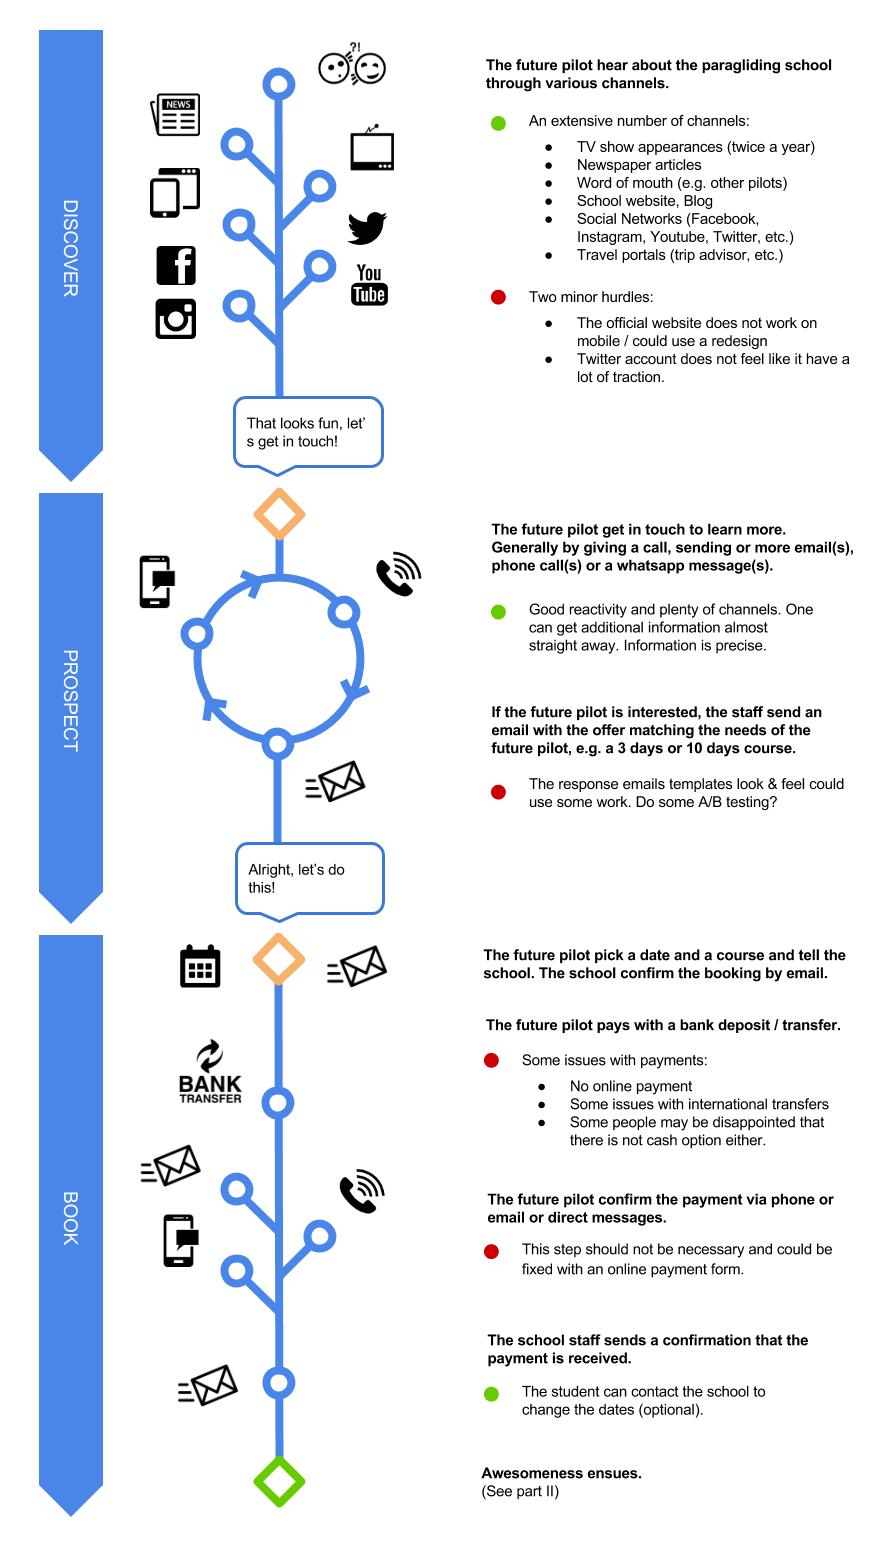 ?!
The future pilot hear about the paragliding school
through various channels.
NEWS
An extensive number of channels:
● TV show appearances (twice a year)
● Newspaper articles
● Word of mouth (e.g. other pilots)
● School website, Blog
● Social Networks (Facebook,
Instagram, Youtube, Twitter, etc.)
● Travel portals (trip advisor, etc.)
DISCOVER
f
You
Tube
Two minor hurdles:
● The official website does not work on
mobile / could use a redesign
● Twitter account does not feel like it have a
lot of traction.
That looks fun, let'
s get in touch!
The future pilot get in touch to learn more.
Generally by giving a call, sending or more email(s),
phone call(s) or a whatsapp message(s).
Good reactivity and plenty of channels. One
can get additional information almost
straight away. Information is precise.
PROSPECT
If the future pilot is interested, the staff send an
email with the offer matching the needs of the
future pilot, e.g. a 3 days or 10 days course.
The response emails templates look & feel could
use some work. Do some A/B testing?
Alright, let's do
this!
The future pilot pick a date and a course and tell the
school. The school confirm the booking by email.
The future pilot pays with a bank deposit / transfer.
BANK
TRANSFER
Some issues with payments:
● No online payment
● Some issues with international transfers
● Some people may be disappointed that
there is not cash option either.
BOOK
The future pilot confirm the payment via phone or
email or direct messages.
This step should not be necessary and could be
fixed with an online payment form.
The school staff sends a confirmation that the
payment is received.
The student can contact the school to
change the dates (optional).
Awesomeness ensues.
(See part II)